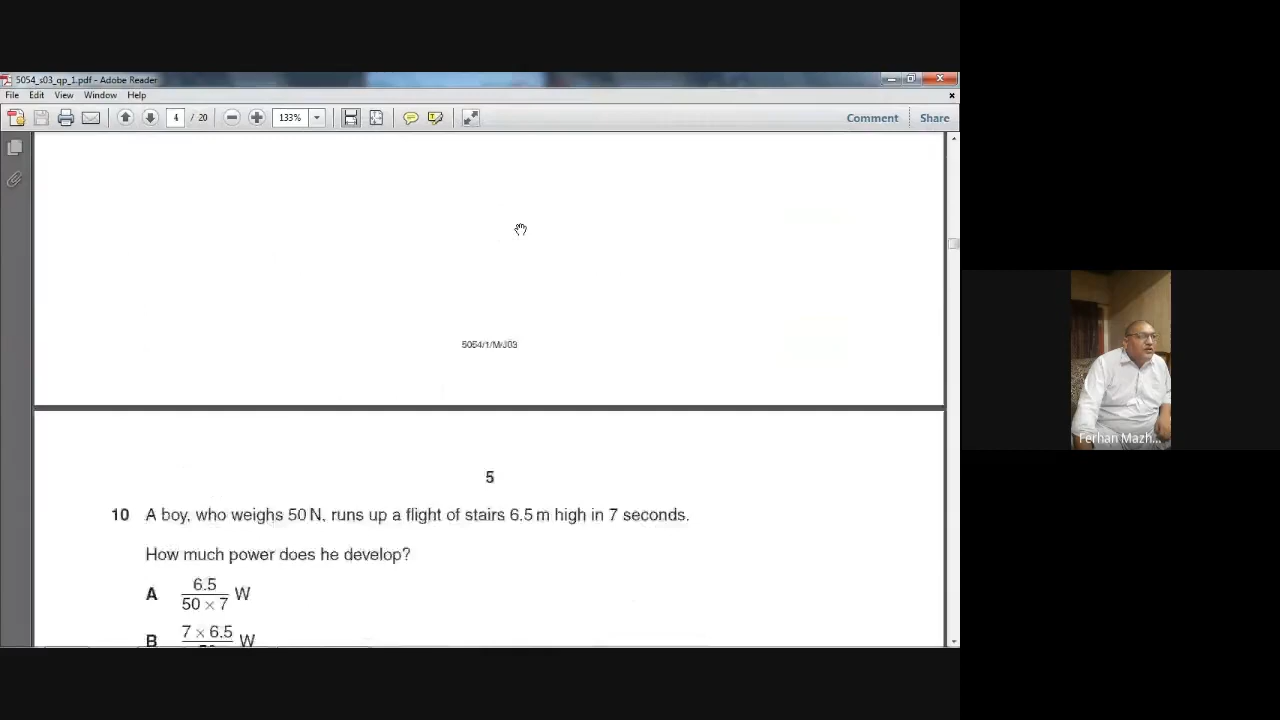 5054_s03_qp_1.pdf - Adobe Reader
File Edit View Window Help
4 / 20 133% Comment Share
5054/1/M/J03
5
10 A boy, who weighs 50 N, runs up a flight of stairs 6.5 m high in 7 seconds.
How much power does he develop?
A 6.5 / 50 × 7 W
B 7 × 6.5 / 50 W
Ferhan Mazh...